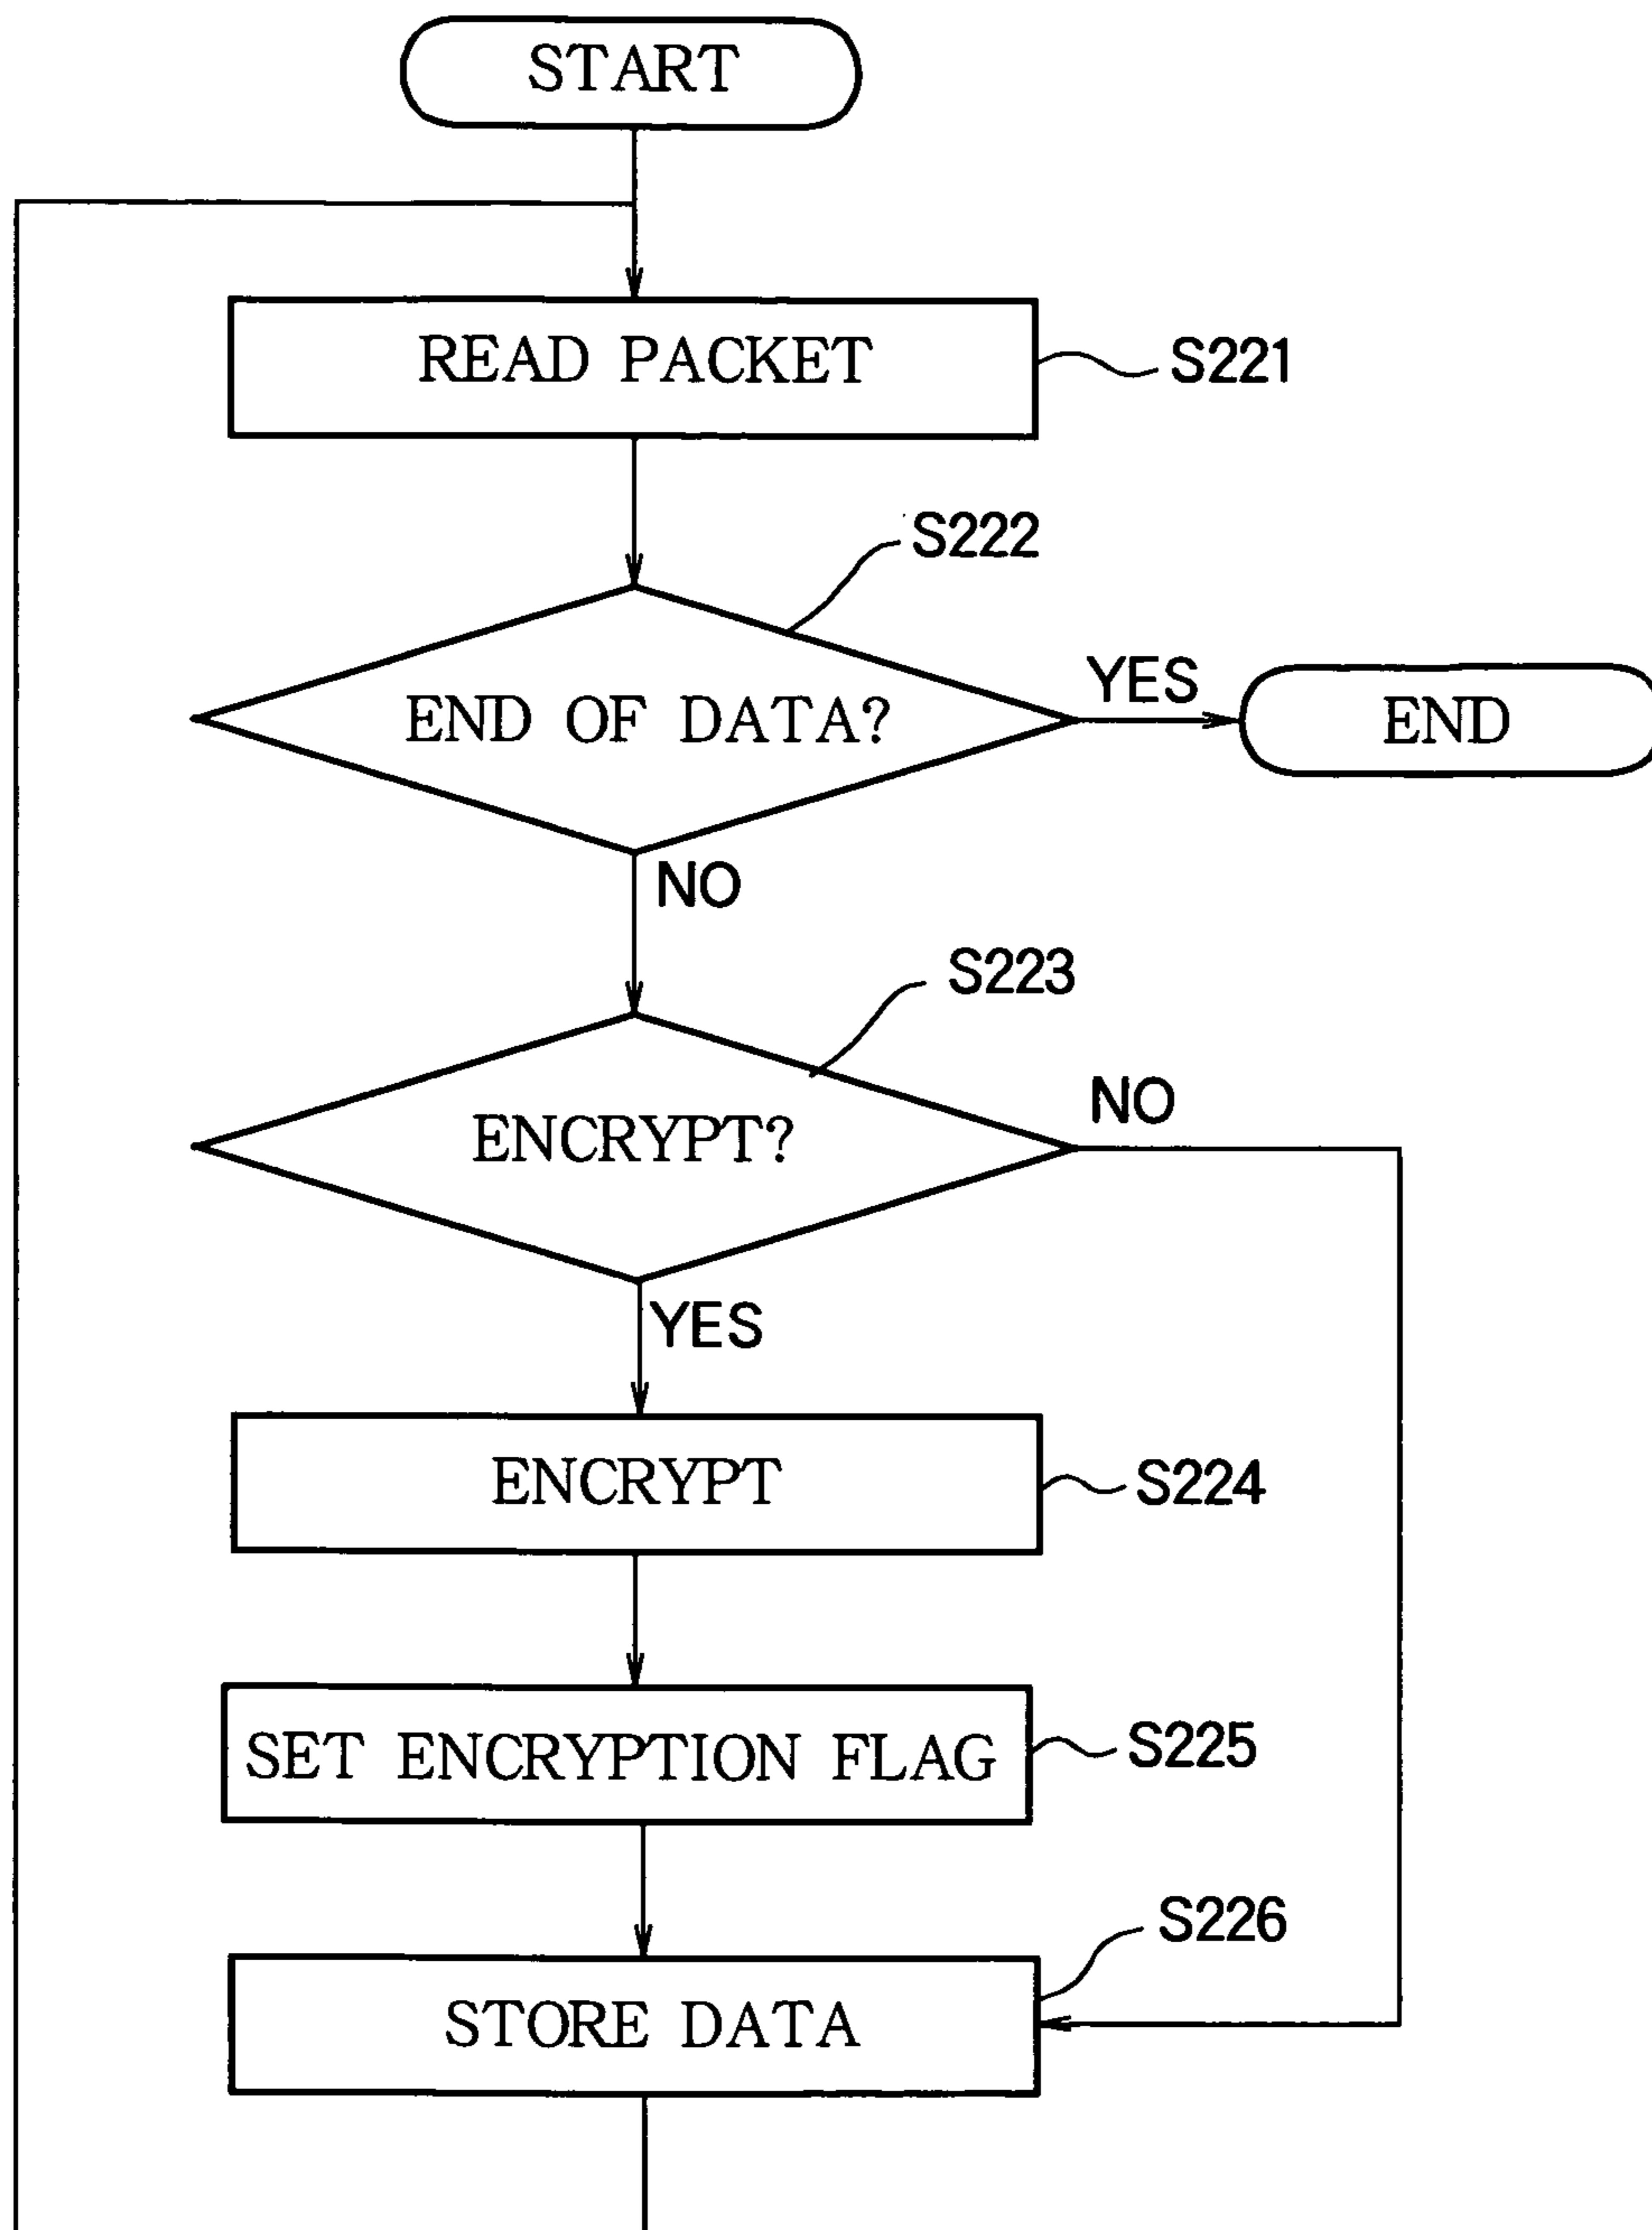 START
READ PACKET
S221
S222
END OF DATA?
YES
END
NO
S223
ENCRYPT?
NO
YES
ENCRYPT
S224
SET ENCRYPTION FLAG
S225
S226
STORE DATA